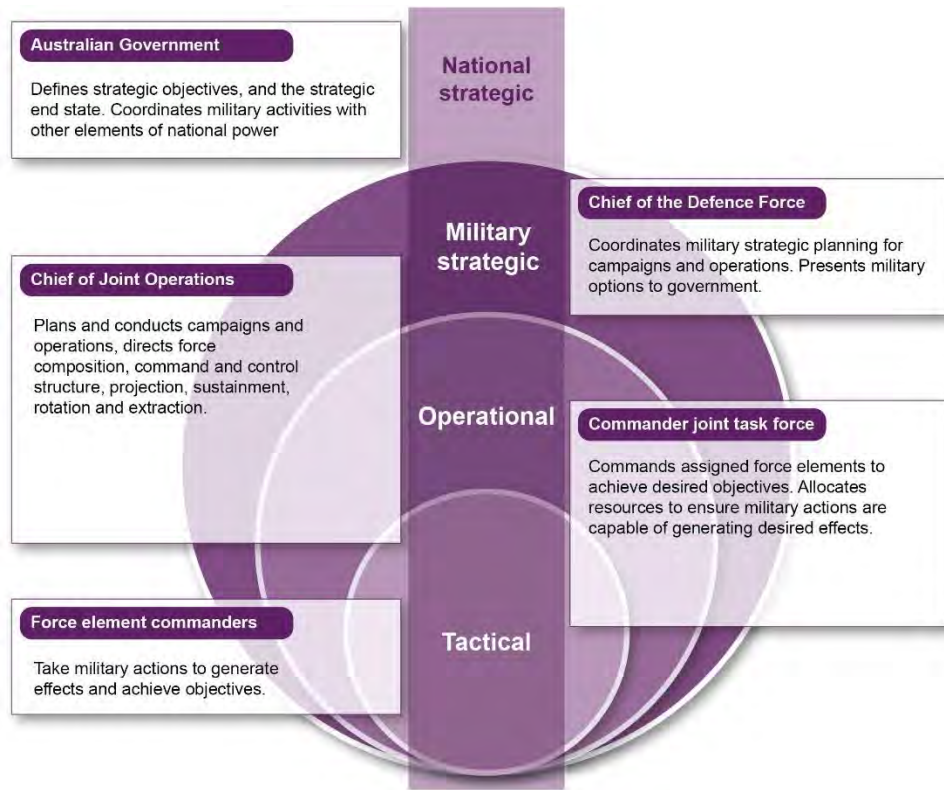 Australian Government
Defines strategic objectives, and the strategic
end state. Coordinates military activities with
other elements of national power
National
strategic
Military
strategic
Chief of the Defence Force
Coordinates military strategic planning for
campaigns and operations. Presents military
options to government.
Chief of Joint Operations
Plans and conducts campaigns and
operations, directs force
composition, command and control
structure, projection, sustainment,
rotation and extraction.
Operational
Commander joint task force
Commands assigned force elements to
achieve desired objectives. Allocates
resources to ensure military actions are
capable of generating desired effects.
Force element commanders
Take military actions to generate
effects and achieve objectives.
Tactical